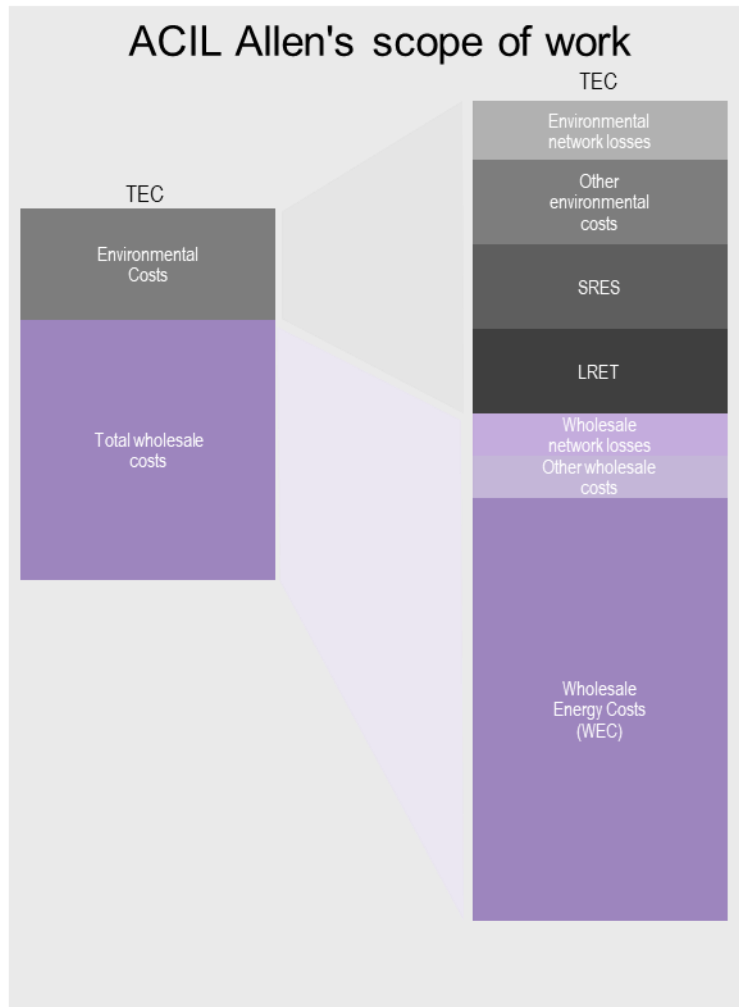 ACIL Allen's scope of work
TEC
Environmental
Costs
Total wholesale
costs
TEC
Environmental
network losses
Other
environmental
costs
SRES
LRET
Wholesale
network losses
Other wholesale
costs
Wholesale
Energy Costs
(WEC)